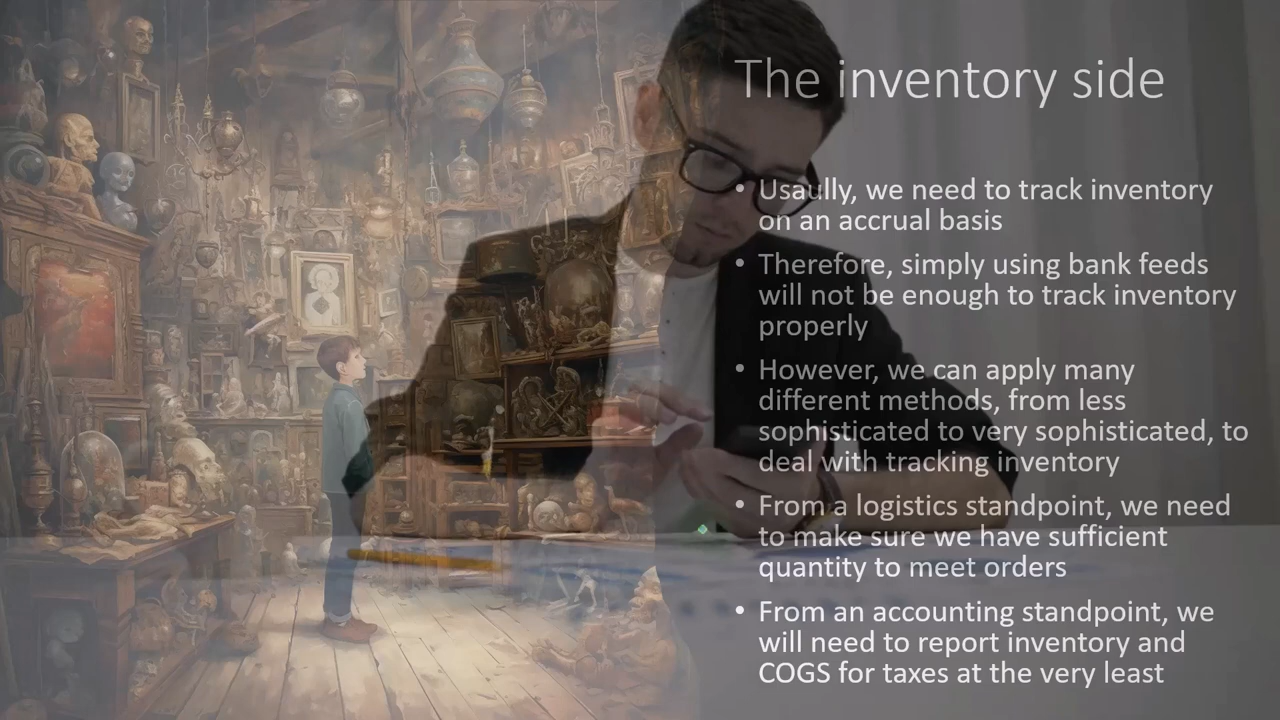 The inventory side
• Usaully, we need to track inventory
on an accrual basis
• Therefore, simply using bank feeds
will not be enough to track inventory
properly
• However, we can apply many
different methods, from less
sophisticated to very sophisticated, to
deal with tracking inventory
• From a logistics standpoint, we need
to make sure we have sufficient
quantity to meet orders
• From an accounting standpoint, we
will need to report inventory and
COGS for taxes at the very least